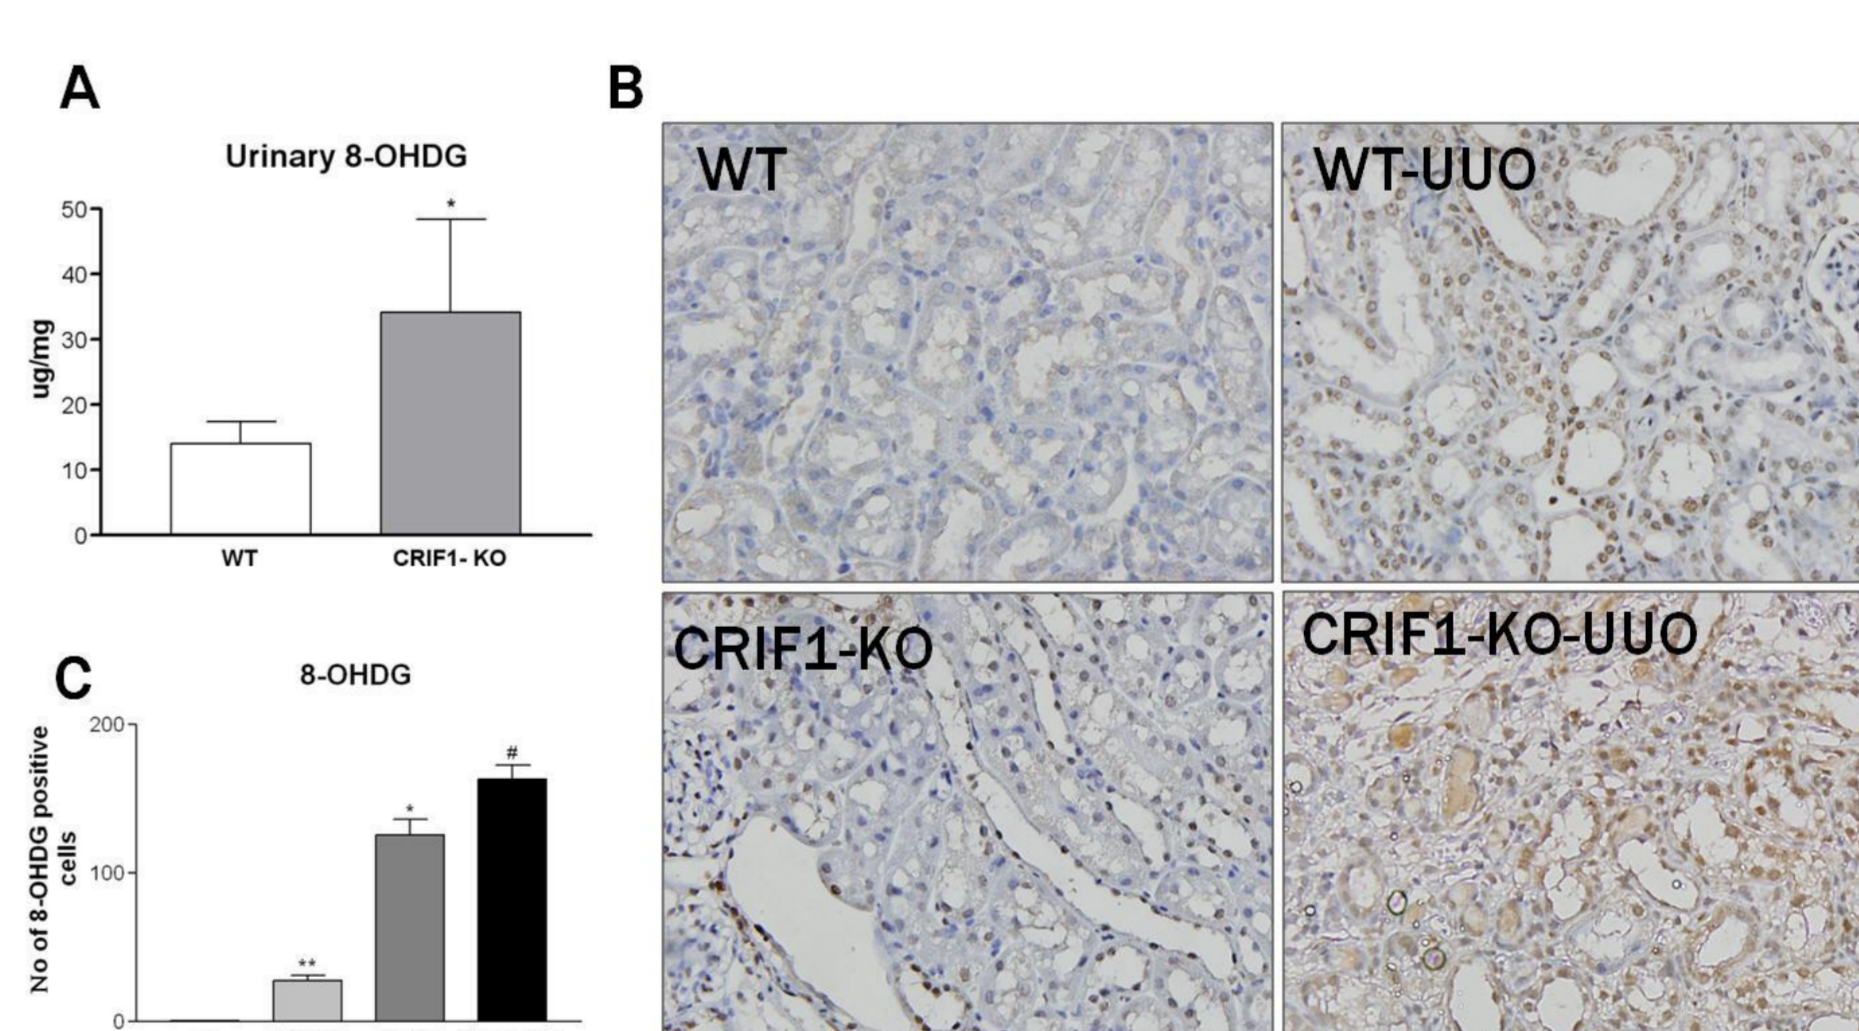 A
Urinary 8-OHDG
*
50
40
30
20
10
0
ug/mg
WT
CRIF1- KO
B
WT
WT-UUO
CRIF1-KO
CRIF1-KO-UUO
C
8-OHDG
No of 8-OHDG positive
cells
200
100
0
**
*
#